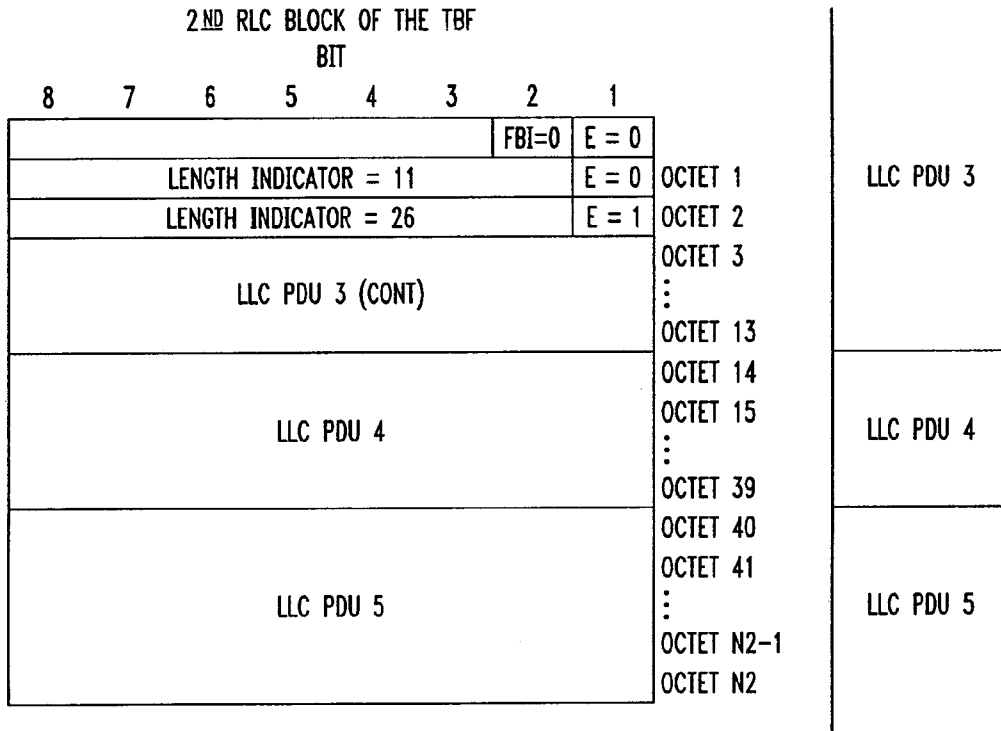 2ND RLC BLOCK OF THE TBF
BIT
8 7 6 5 4 3 2 1
FBI=0 E = 0
LENGTH INDICATOR = 11 E = 0 OCTET 1 LLC PDU 3
LENGTH INDICATOR = 26 E = 1 OCTET 2
OCTET 3
LLC PDU 3 (CONT) ⋮
OCTET 13
OCTET 14
OCTET 15
LLC PDU 4 ⋮ LLC PDU 4
OCTET 39
OCTET 40
OCTET 41
LLC PDU 5 ⋮ LLC PDU 5
OCTET N2-1
OCTET N2